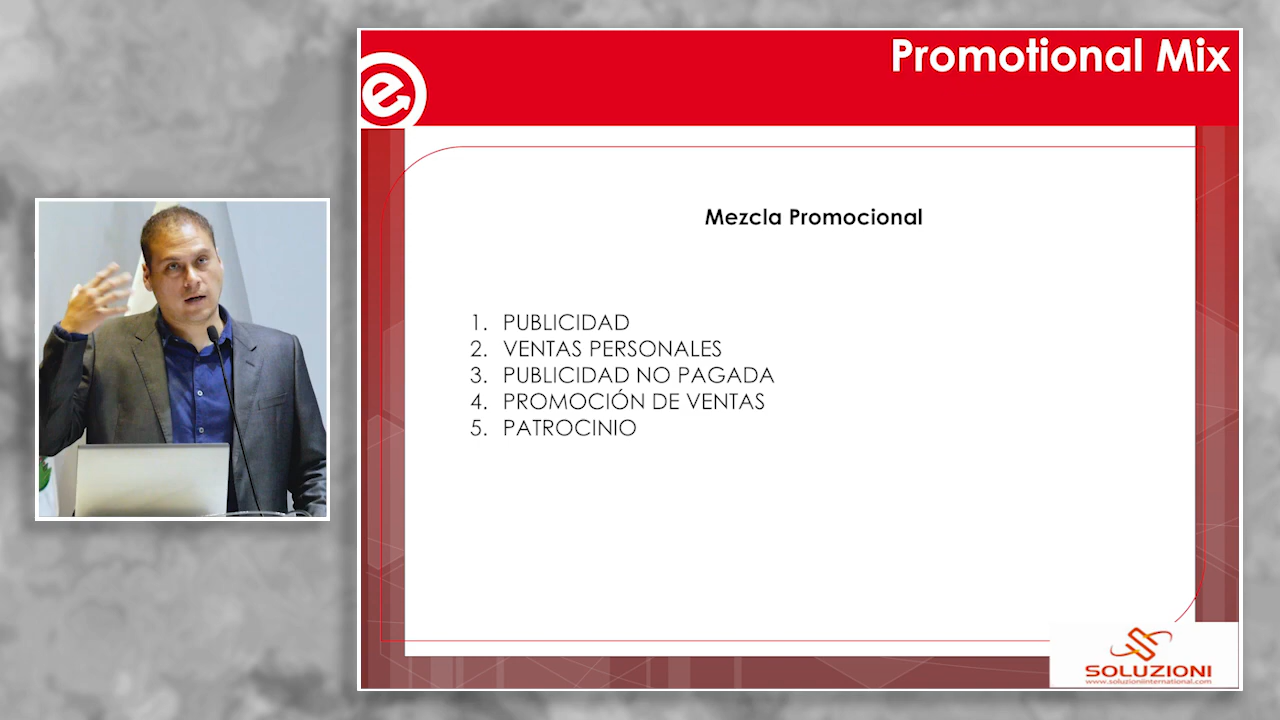 Promotional Mix
Mezcla Promocional
1. PUBLICIDAD
2. VENTAS PERSONALES
3. PUBLICIDAD NO PAGADA
4. PROMOCIÓN DE VENTAS
5. PATROCINIO
SOLUZIONI
www.soluzioniinternational.com